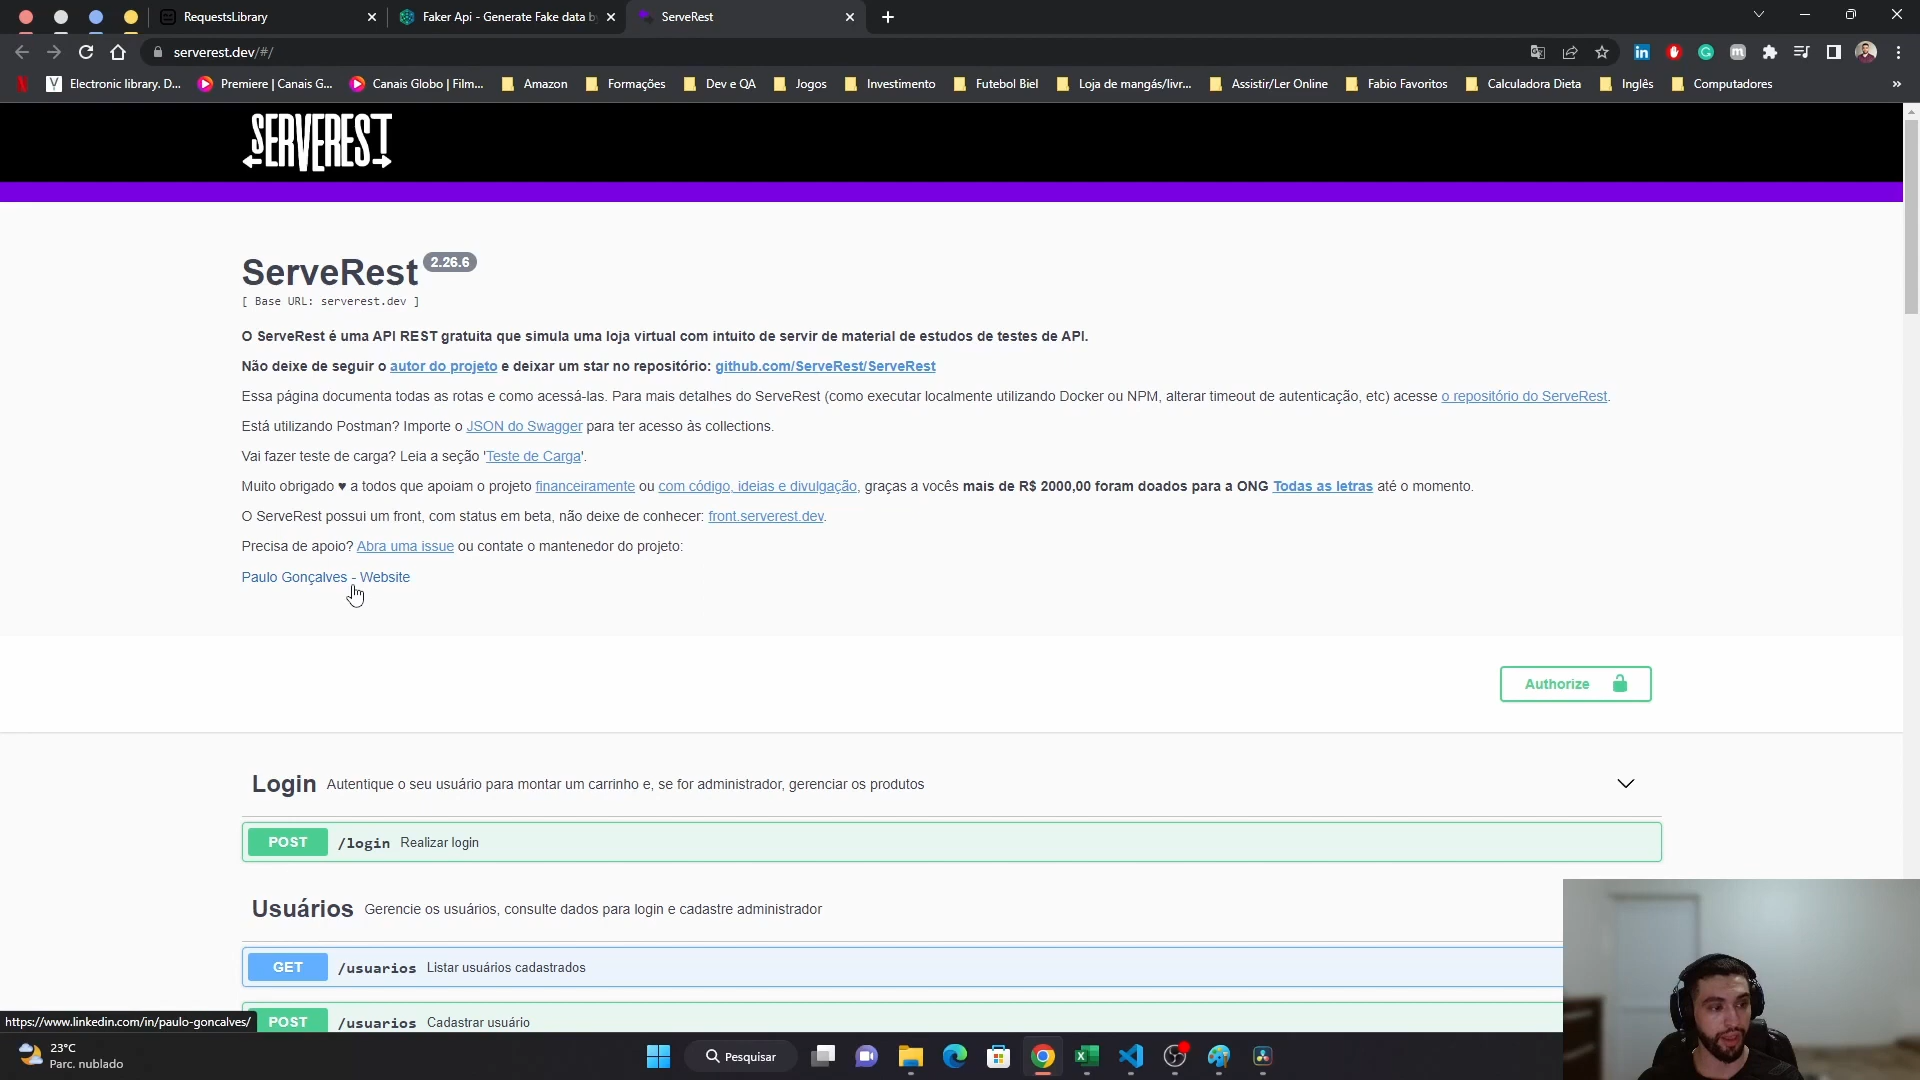 RequestsLibrary
Faker Api - Generate Fake data b
ServeRest
serverest.dev/#/
Electronic library. D...
Premiere | Canais G...
Canais Globo | Film...
Amazon
Formações
Dev e QA
Jogos
Investimento
Futebol Biel
Loja de mangás/livr...
Assistir/Ler Online
Fabio Favoritos
Calculadora Dieta
Inglês
Computadores
»
SERVEREST
ServeRest 2.26.6
[ Base URL: serverest.dev ]
O ServeRest é uma API REST gratuita que simula uma loja virtual com intuito de servir de material de estudos de testes de API.
Não deixe de seguir o autor do projeto e deixar um star no repositório: github.com/ServeRest/ServeRest
Essa página documenta todas as rotas e como acessá-las. Para mais detalhes do ServeRest (como executar localmente utilizando Docker ou NPM, alterar timeout de autenticação, etc) acesse o repositório do ServeRest.
Está utilizando Postman? Importe o JSON do Swagger para ter acesso às collections.
Vai fazer teste de carga? Leia a seção 'Teste de Carga'.
Muito obrigado ♥ a todos que apoiam o projeto financeiramente ou com código, ideias e divulgação, graças a vocês mais de R$ 2000,00 foram doados para a ONG Todas as letras até o momento.
O ServeRest possui um front, com status em beta, não deixe de conhecer: front.serverest.dev.
Precisa de apoio? Abra uma issue ou contate o mantenedor do projeto:
Paulo Gonçalves - Website
Authorize
Login Autentique o seu usuário para montar um carrinho e, se for administrador, gerenciar os produtos
POST /login Realizar login
Usuários Gerencie os usuários, consulte dados para login e cadastre administrador
GET /usuarios Listar usuários cadastrados
POST /usuarios Cadastrar usuário
https://www.linkedin.com/in/paulo-goncalves/
23°C
Parc. nublado
Pesquisar